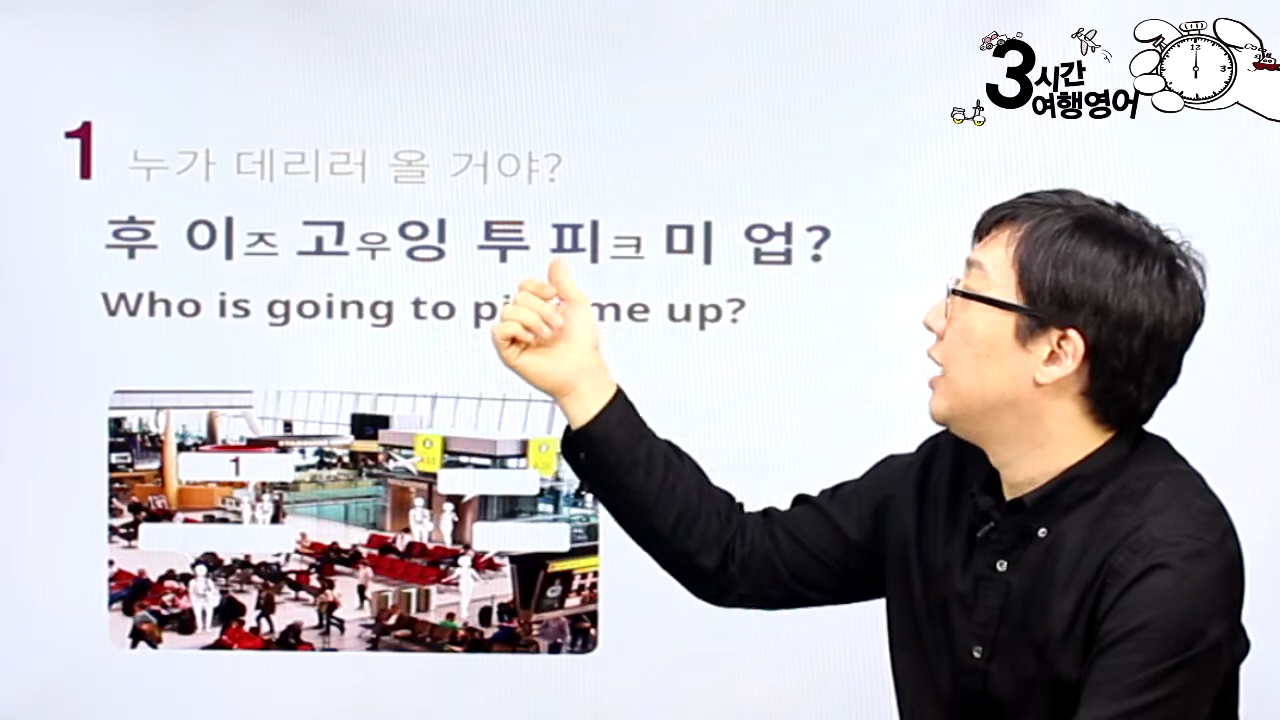 3시간
여행영어
1 누가 데리러 올 거야?
후 이즈 고우잉 투 피크 미 업?
Who is going to p me up?
1